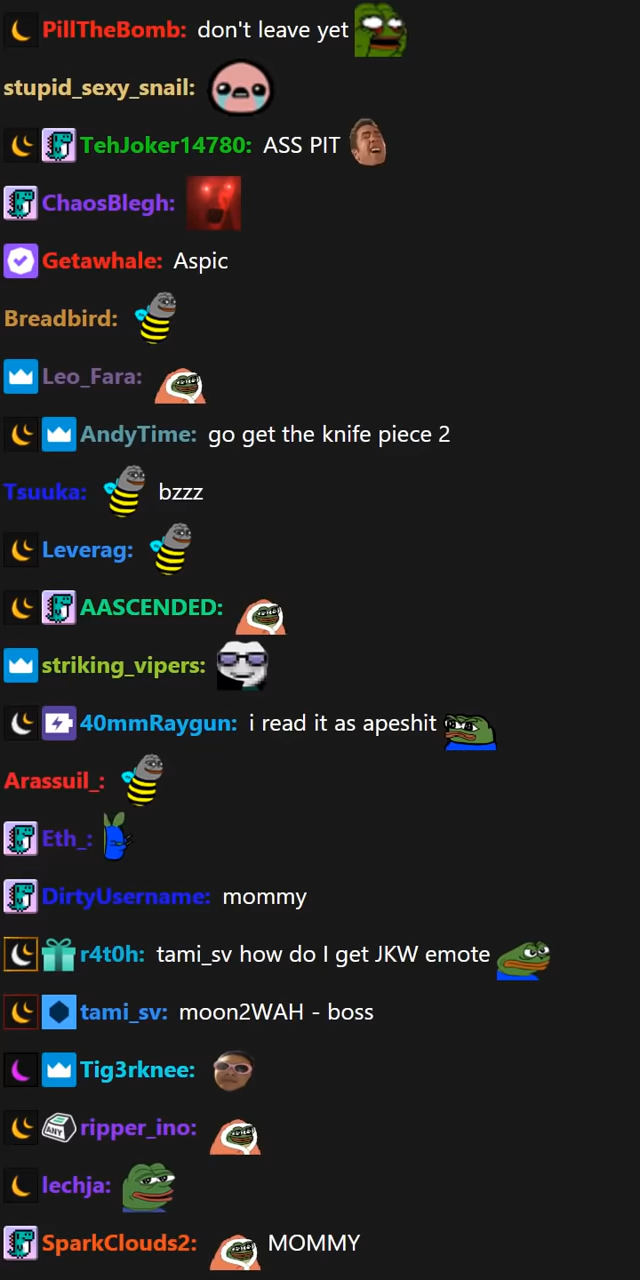 PillTheBomb: don't leave yet
stupid_sexy_snail:
TehJoker14780: ASS PIT
ChaosBlegh:
Getawhale: Aspic
Breadbird:
Leo_Fara:
AndyTime: go get the knife piece 2
Tsuuka: bzzz
Leverag:
AASCENDED:
striking_vipers:
40mmRaygun: i read it as apeshit
Arassuil_:
Eth_:
DirtyUsername: mommy
r4t0h: tami_sv how do I get JKW emote
tami_sv: moon2WAH - boss
Tig3rknee:
ANY ripper_ino:
lechja:
SparkClouds2: MOMMY